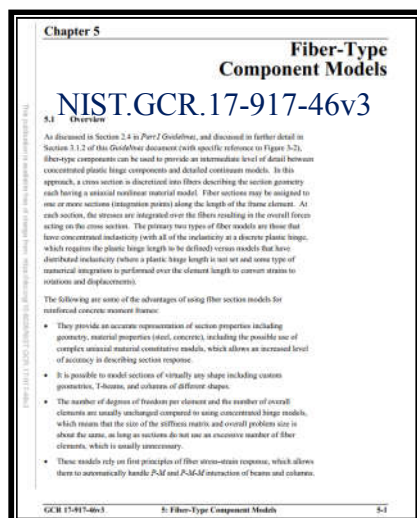 Chapter 5
Fiber-Type
Component Models
NIST.GCR.17-917-46v3
5.1 Overview
As discussed in Section 2.4 in Part I Guidelines, and discussed in further detail in
Section 3.1.2 of this Guidelines document (with specific reference to Figure 3-2),
fiber-type components can be used to provide an intermediate level of detail between
concentrated plastic hinge components and detailed continuum models. In this
approach, a cross section is discretized into fibers describing the section geometry
each having a uniaxial nonlinear material model. Fiber sections may be assigned to
one or more sections (integration points) along the length of the frame element. At
each section, the stresses are integrated over the fibers resulting in the overall forces
acting on the cross section. The primary two types of fiber models are those that
have concentrated inelasticity (with all of the inelasticity at a discrete plastic hinge,
which requires the plastic hinge length to be defined) versus models that have
distributed inelasticity (where a plastic hinge length is not set and some type of
numerical integration is performed over the element length to convert strains to
rotations and displacements).
The following are some of the advantages of using fiber section models for
reinforced concrete moment frames:
• They provide an accurate representation of section properties including
geometry, material properties (steel, concrete), including the possible use of
complex uniaxial material constitutive models, which allows an increased level
of accuracy in describing section response.
• It is possible to model sections of virtually any shape including custom
geometries, T-beams, and columns of different shapes.
• The number of degrees of freedom per element and the number of overall
elements are usually unchanged compared to using concentrated hinge models,
which means that the size of the stiffness matrix and overall problem size is
about the same, as long as sections do not use an excessive number of fiber
elements, which is usually unnecessary.
• These models rely on first principles of fiber stress-strain response, which allows
them to automatically handle P-M and P-M-M interaction of beams and columns.
GCR 17-917-46v3 5: Fiber-Type Component Models 5-1